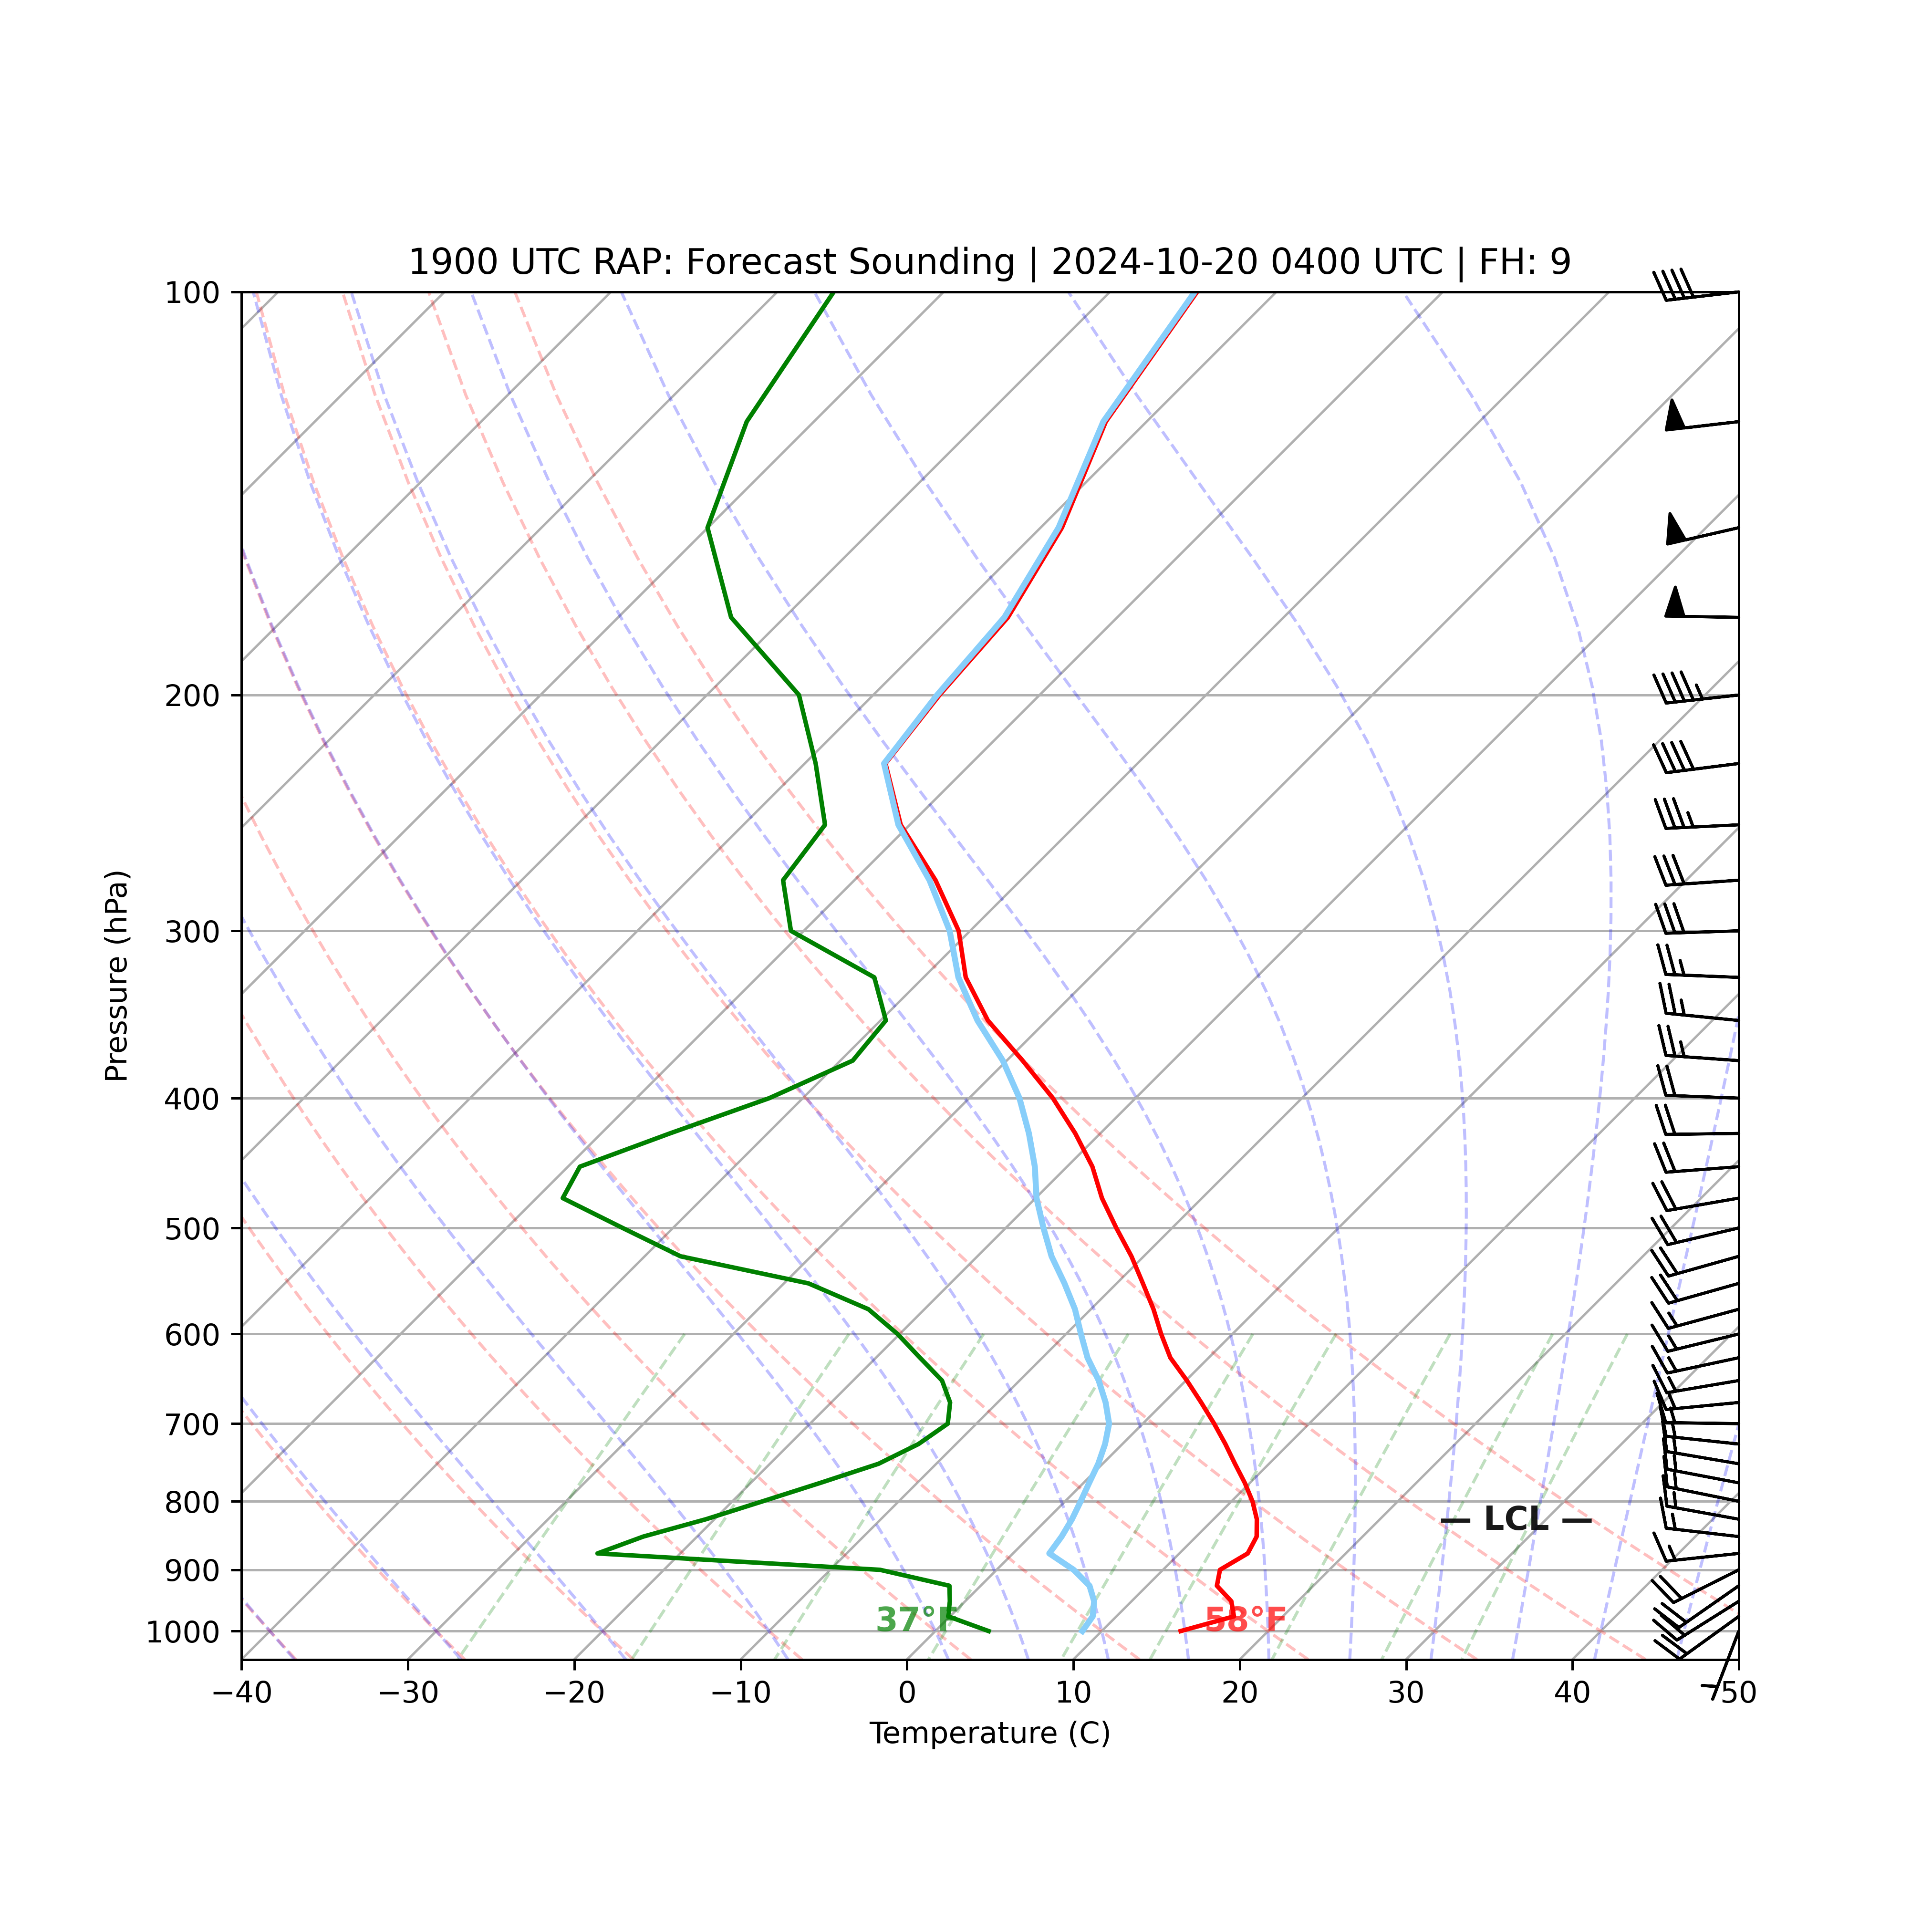 1900 UTC RAP: Forecast Sounding | 2024-10-20 0400 UTC | FH: 9
100
200
300
400
500
600
700
800
900
1000
Pressure (hPa)
— LCL —
37°F
58°F
−40 −30 −20 −10 0 10 20 30 40 50
Temperature (C)